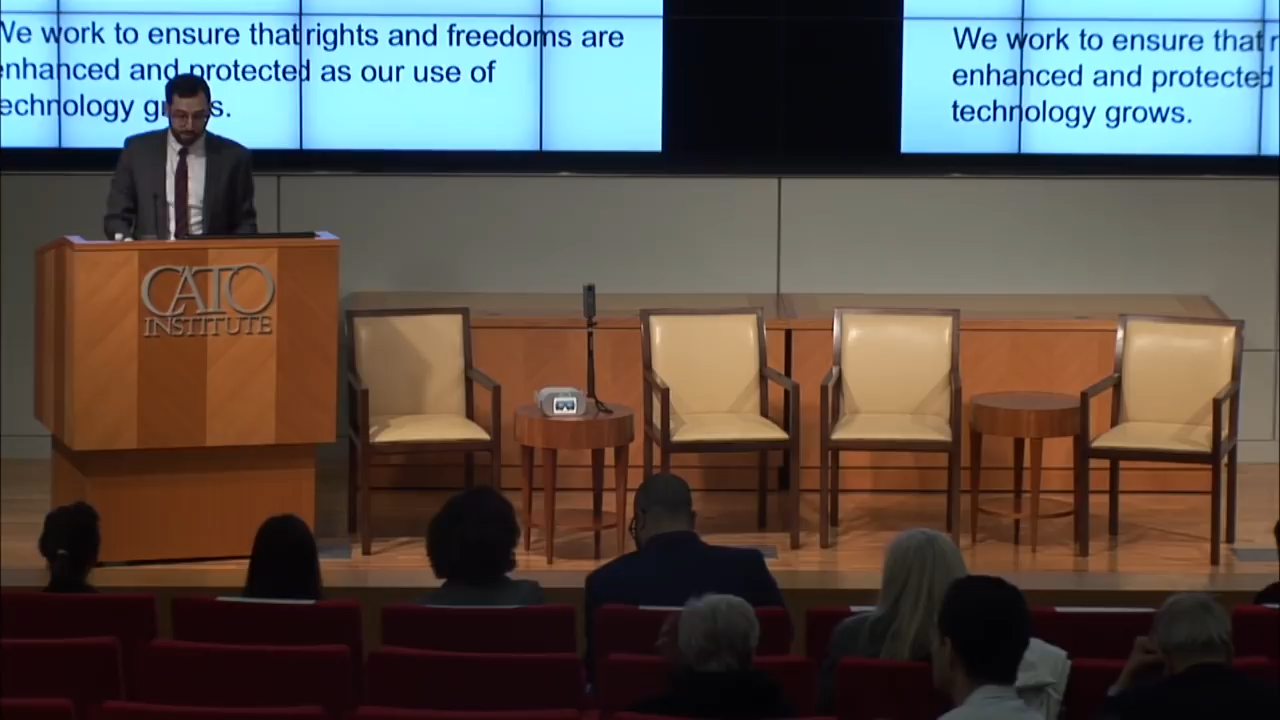 We work to ensure that rights and freedoms are
enhanced and protected as our use of
technology g s.
We work to ensure that r
enhanced and protected
technology grows.
CATO
INSTITUTE